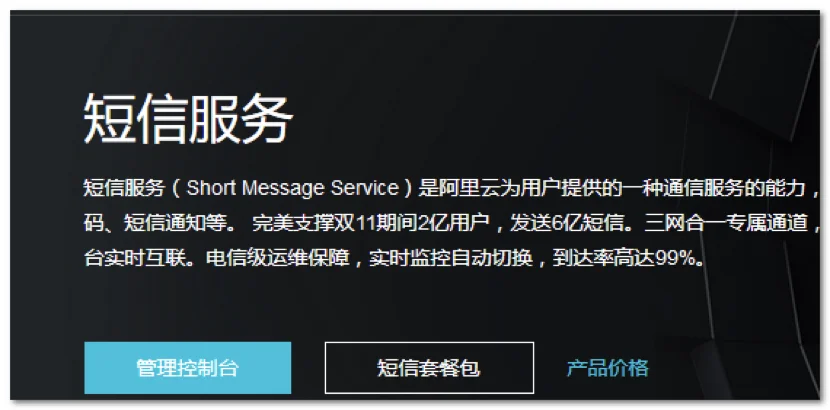 短信服务
短信服务（Short Message Service）是阿里云为用户提供的一种通信服务的能力，
码、短信通知等。 完美支撑双11期间2亿用户，发送6亿短信。三网合一专属通道，
台实时互联。电信级运维保障，实时监控自动切换，到达率高达99%。
管理控制台
短信套餐包
产品价格